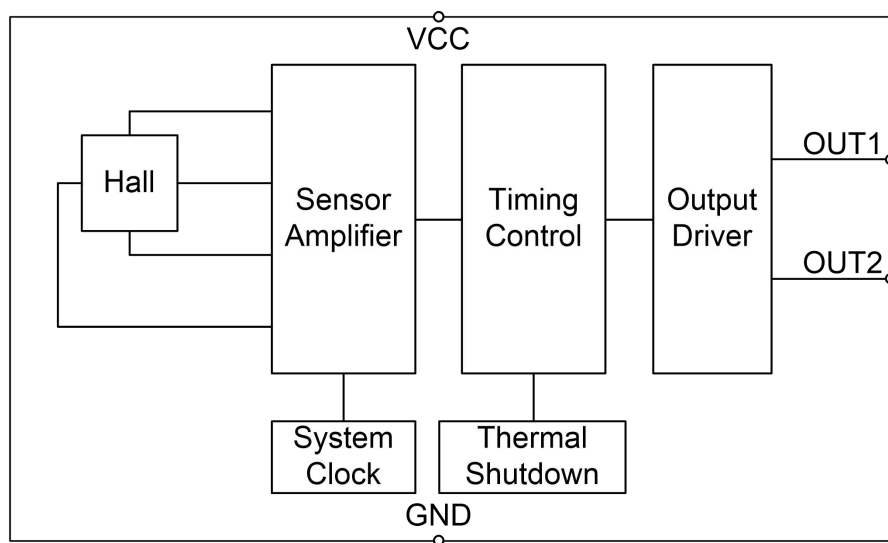 VCC
Hall
Sensor
Amplifier
Timing
Control
Output
Driver
OUT1
OUT2
System
Clock
Thermal
Shutdown
GND